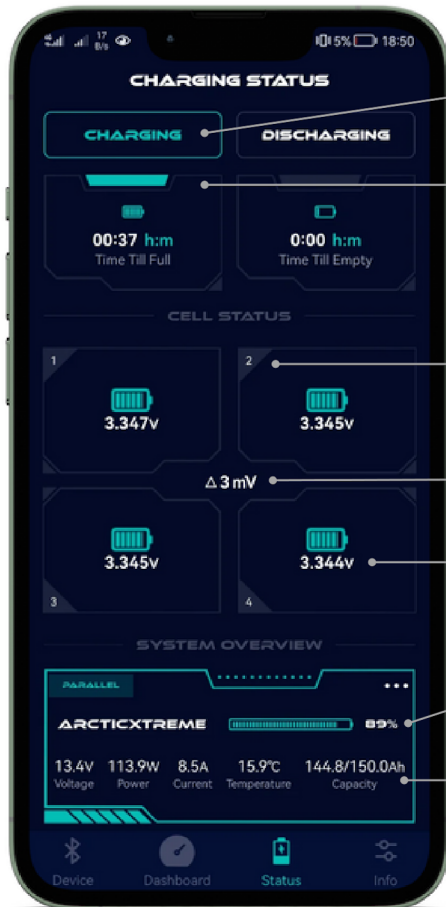 17 B/s 5% 18:50
CHARGING STATUS
CHARGING DISCHARGING
00:37 h:m 0:00 h:m
Time Till Full Time Till Empty
CELL STATUS
1 2
3.347v 3.345v
Δ 3 mV
3.345v 3.344v
3 4
SYSTEM OVERVIEW
PARALLEL
ARCTICXTREME 89%
13.4V 113.9W 8.5A 15.9°C 144.8/150.0Ah
Voltage Power Current Temperature Capacity
Device Dashboard Status Info